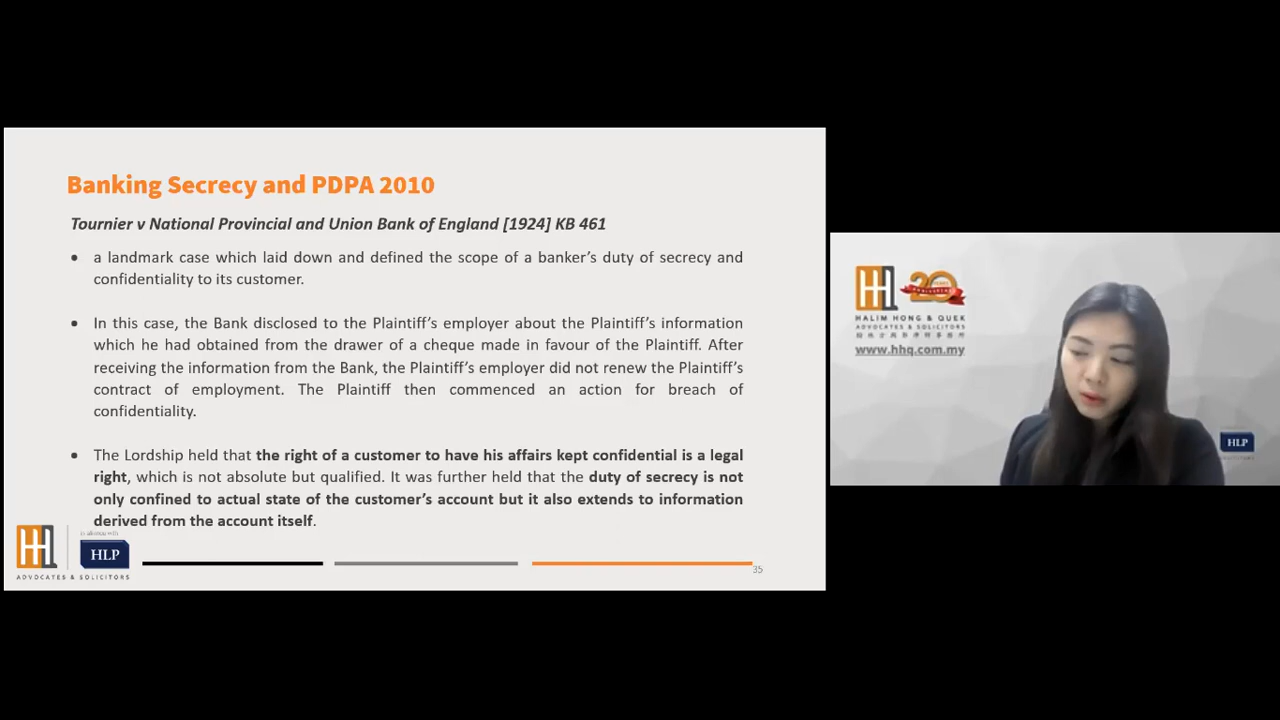 Banking Secrecy and PDPA 2010
Tournier v National Provincial and Union Bank of England [1924] KB 461
• a landmark case which laid down and defined the scope of a banker's duty of secrecy and
confidentiality to its customer.
• In this case, the Bank disclosed to the Plaintiff's employer about the Plaintiff's information
which he had obtained from the drawer of a cheque made in favour of the Plaintiff. After
receiving the information from the Bank, the Plaintiff's employer did not renew the Plaintiff's
contract of employment. The Plaintiff then commenced an action for breach of
confidentiality.
• The Lordship held that the right of a customer to have his affairs kept confidential is a legal
right, which is not absolute but qualified. It was further held that the duty of secrecy is not
only confined to actual state of the customer's account but it also extends to information
derived from the account itself.
HLP
ADVOCATES & SOLICITORS
35
20
HALIM HONG & QUEK
ADVOCATES & SOLICITORS
www.hhq.com.my
HLP